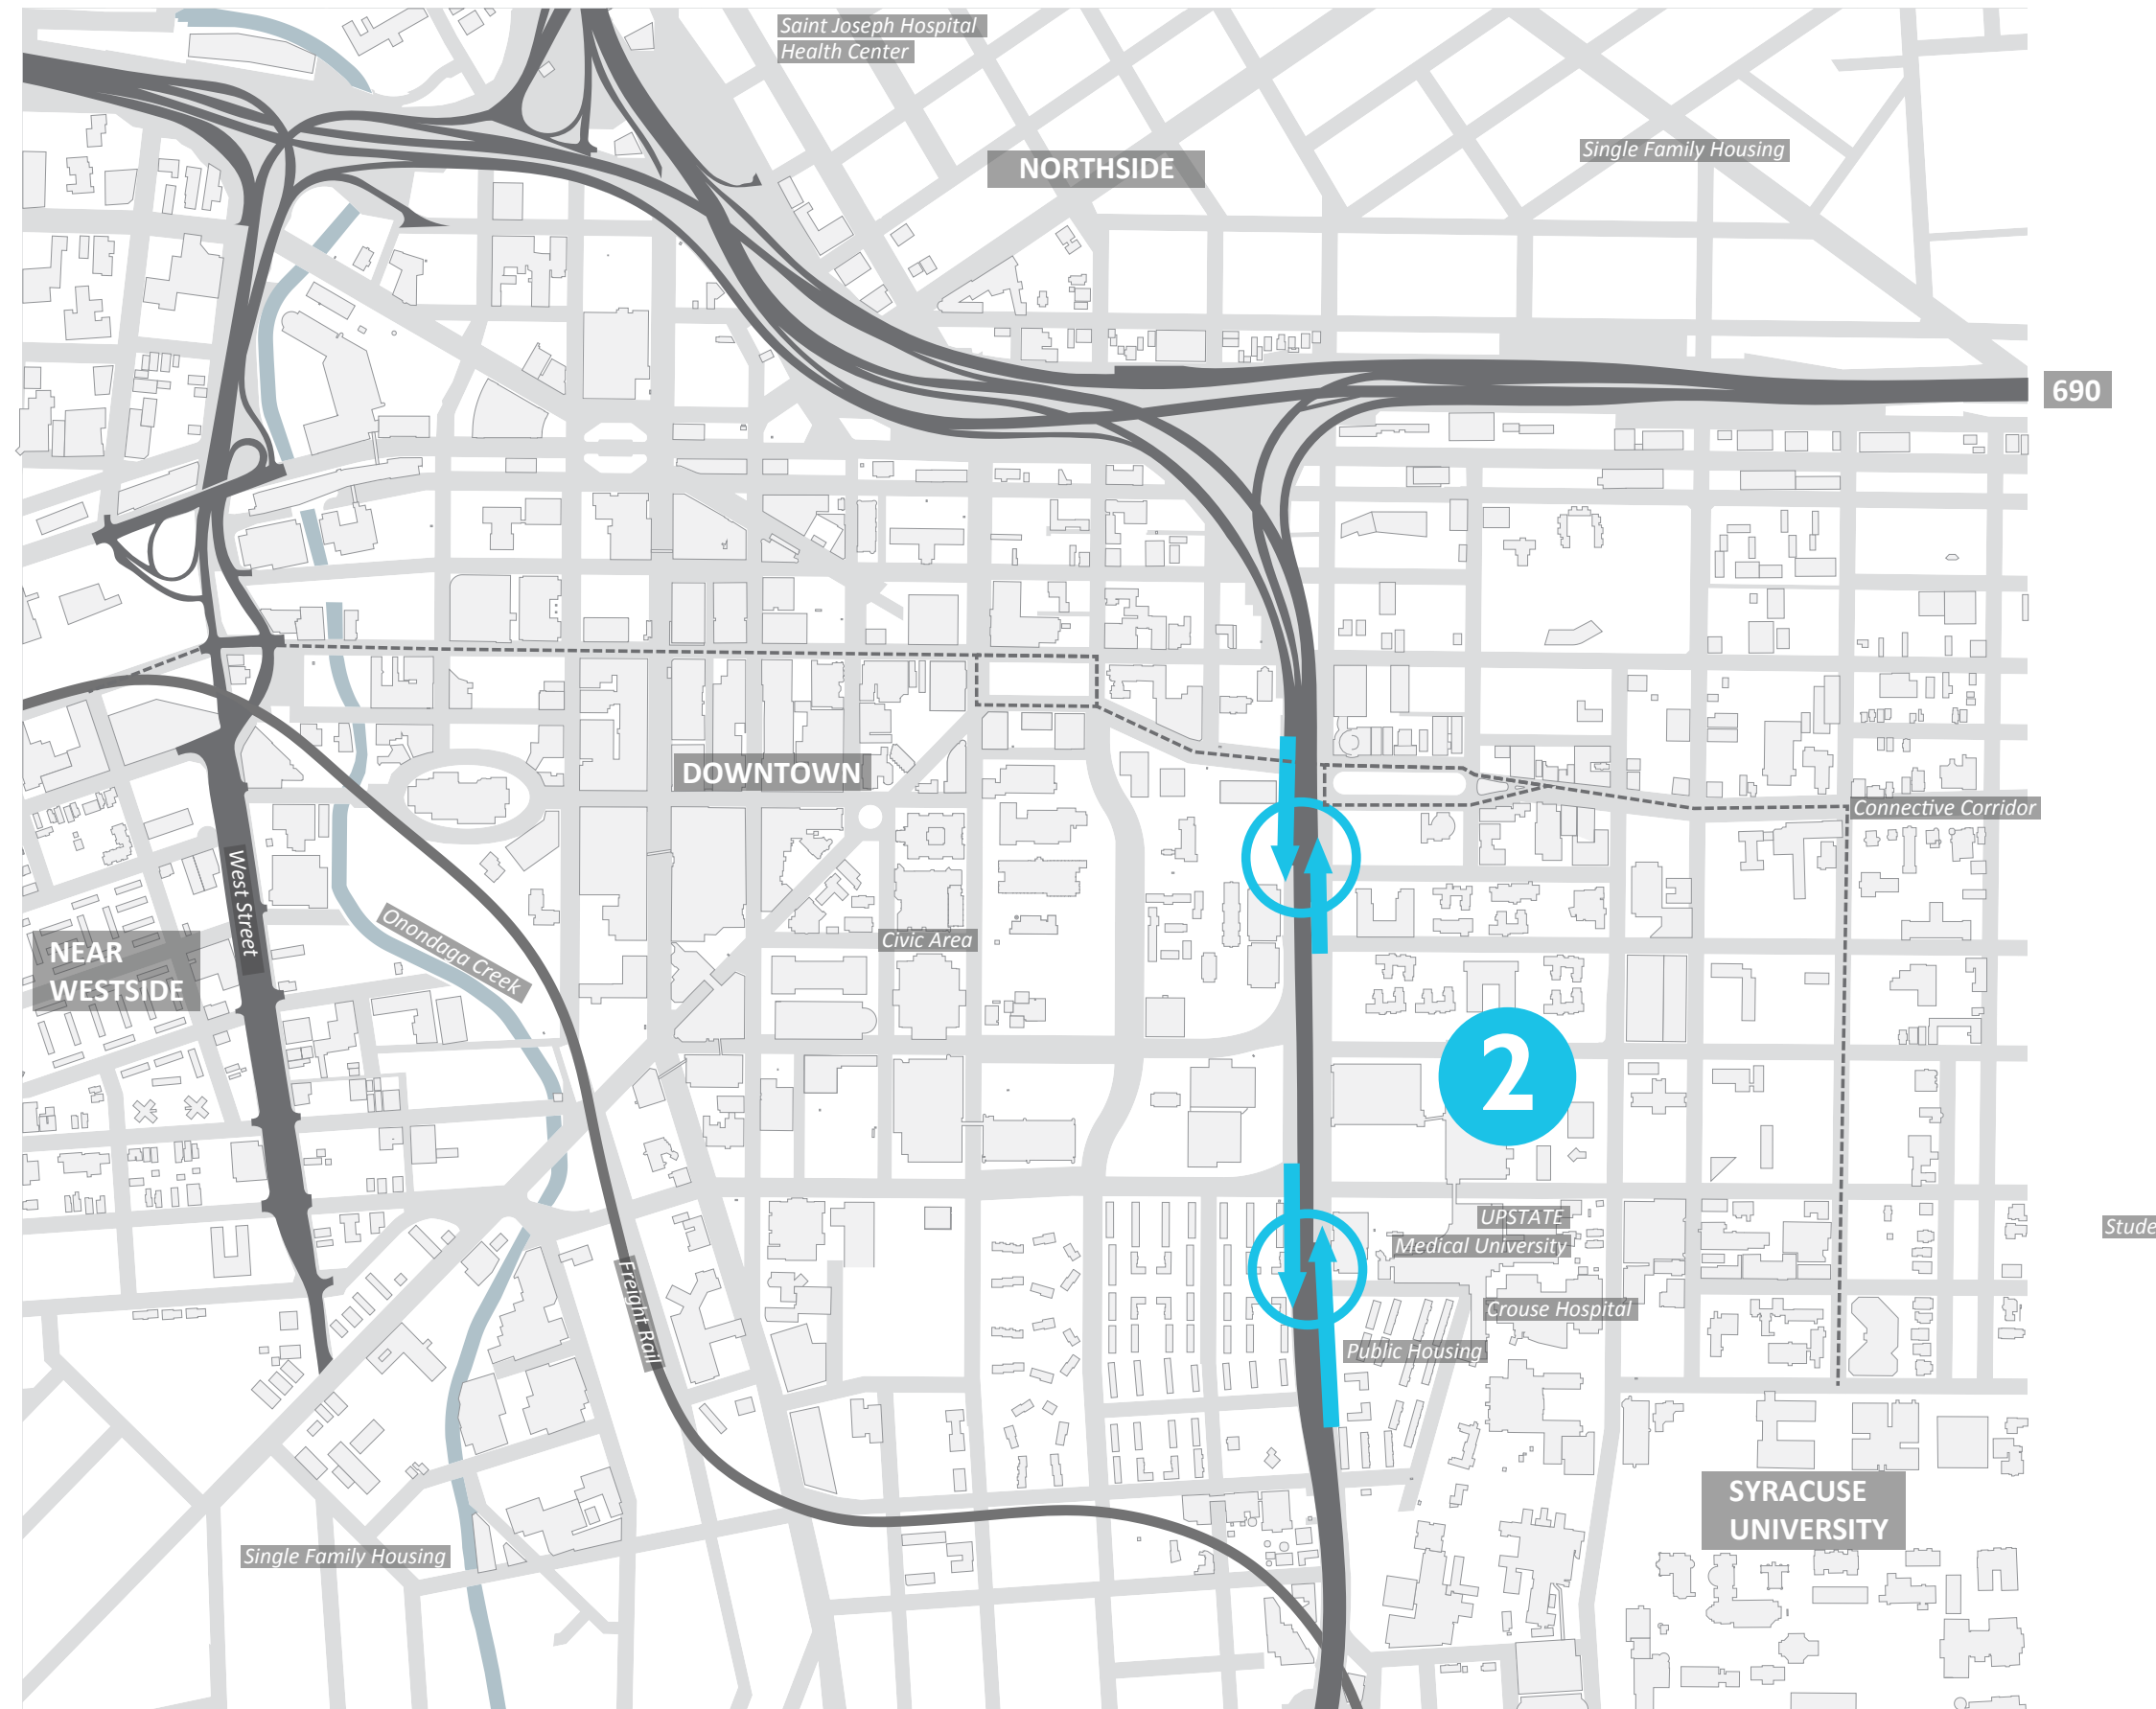 Saint Joseph Hospital
Health Center
NORTHSIDE
Single Family Housing
690
DOWNTOWN
Connective Corridor
West Street
NEAR
WESTSIDE
Onondaga Creek
Civic Area
2
UPSTATE
Medical University
Stude
Freight Rail
Crouse Hospital
Public Housing
SYRACUSE
UNIVERSITY
Single Family Housing